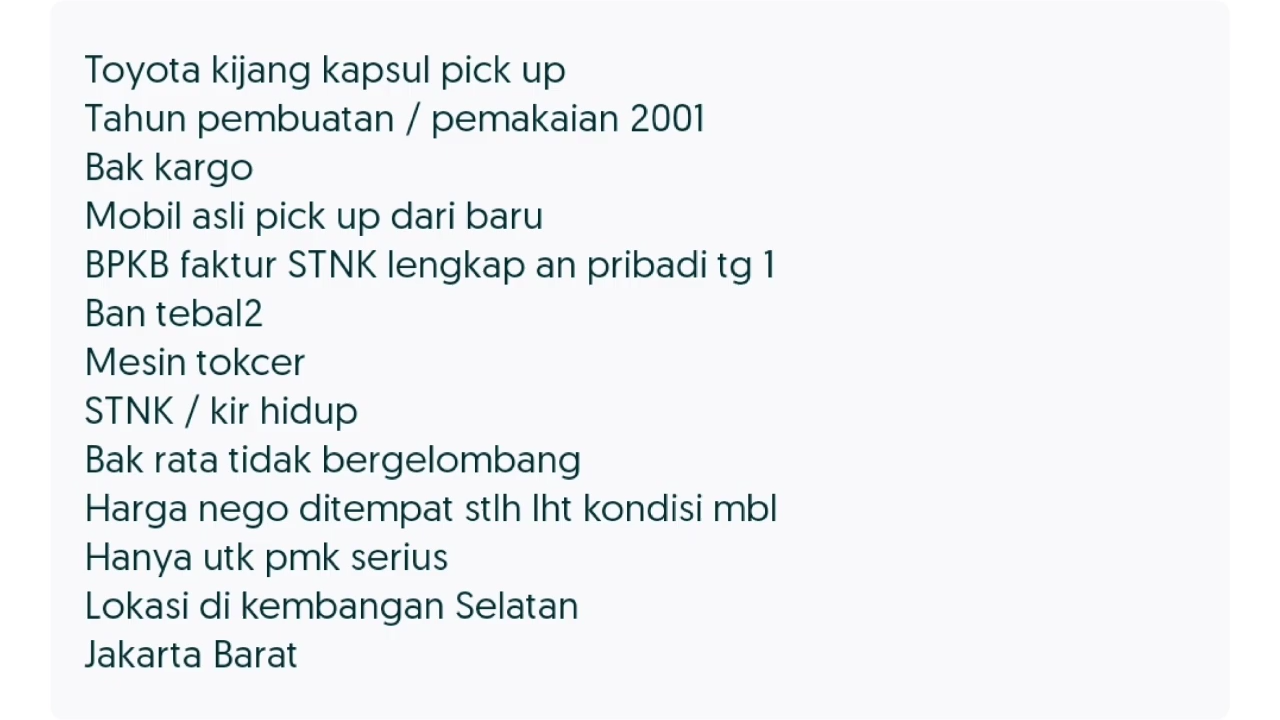 Toyota kijang kapsul pick up
Tahun pembuatan / pemakaian 2001
Bak kargo
Mobil asli pick up dari baru
BPKB faktur STNK lengkap an pribadi tg 1
Ban tebal2
Mesin tokcer
STNK / kir hidup
Bak rata tidak bergelombang
Harga nego ditempat stlh lht kondisi mbl
Hanya utk pmk serius
Lokasi di kembangan Selatan
Jakarta Barat